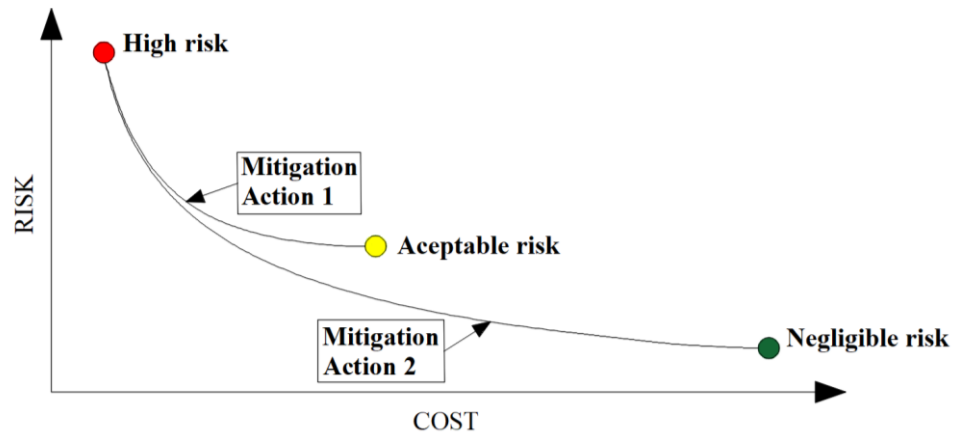 High risk
Mitigation
Action 1
RISK
Aceptable risk
Mitigation
Action 2
Negligible risk
COST